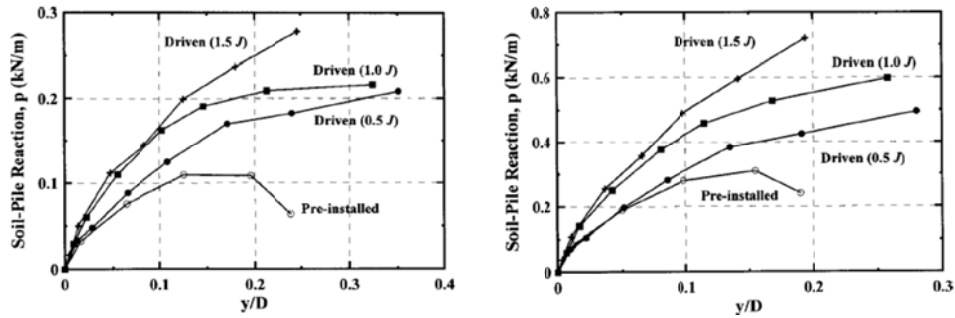 Soil-Pile Reaction, p (kN/m)
0.3
0.2
0.1
0
Driven (1.5 J)
Driven (1.0 J)
Driven (0.5 J)
Pre-installed
0 0.1 0.2 0.3 0.4
y/D
Soil-Pile Reaction, p (kN/m)
0.8
0.6
0.4
0.2
0.0
Driven (1.5 J)
Driven (1.0 J)
Driven (0.5 J)
Pre-installed
0 0.1 0.2 0.3
y/D